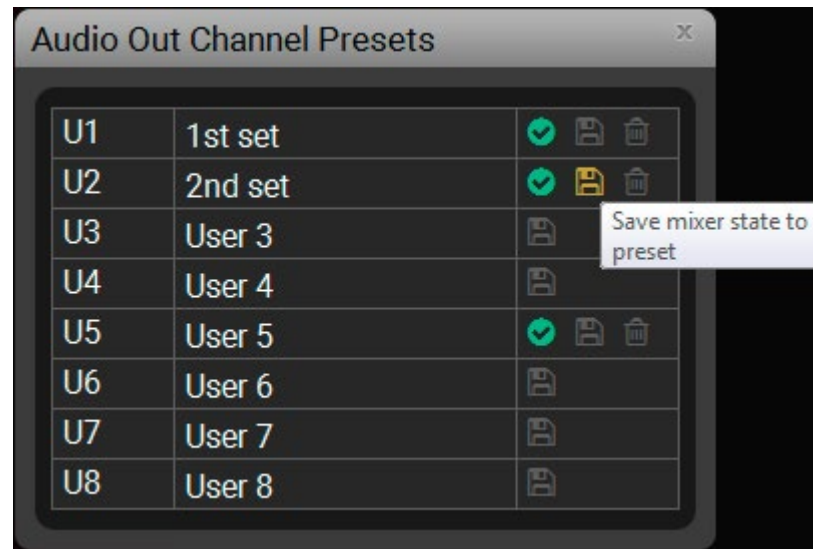 Audio Out Channel Presets x
U1 1st set
U2 2nd set
U3 User 3
Save mixer state to
preset
U4 User 4
U5 User 5
U6 User 6
U7 User 7
U8 User 8